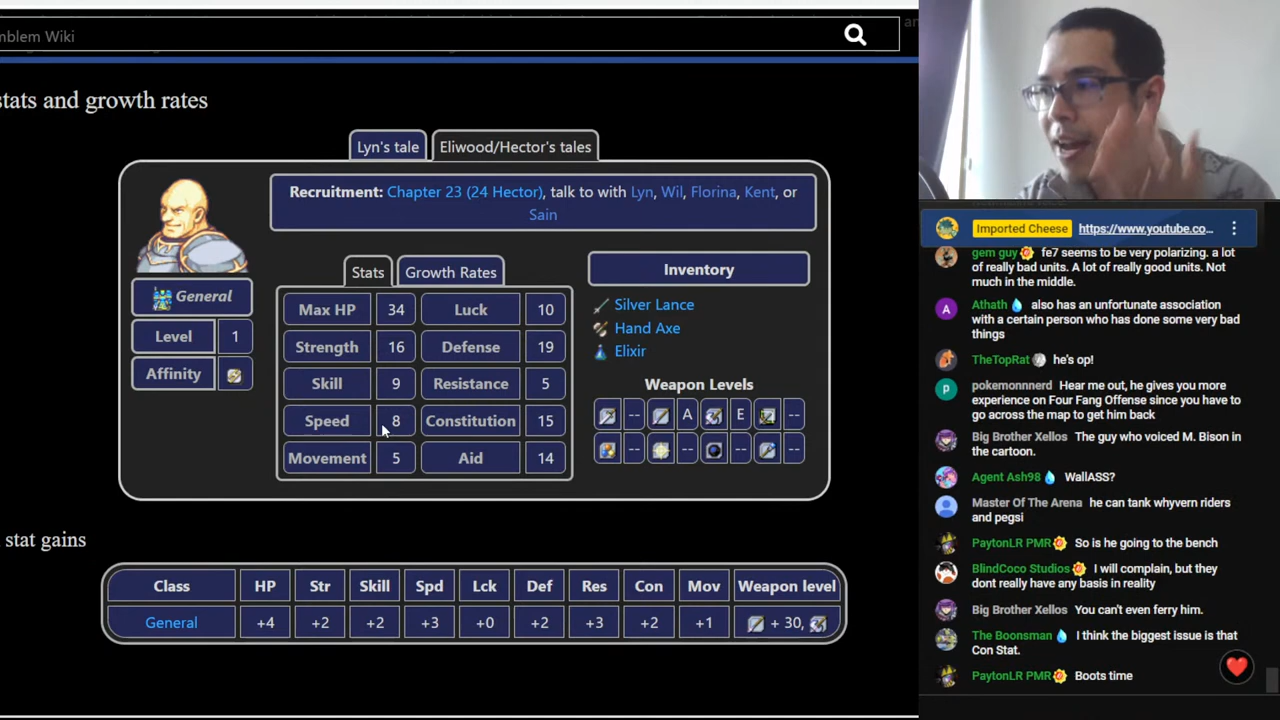 mblem Wiki
stats and growth rates
Lyn's tale
Eliwood/Hector's tales
Recruitment: Chapter 23 (24 Hector), talk to with Lyn, Wil, Florina, Kent, or
Sain
General
Level 1
Affinity
Stats
Growth Rates
Max HP 34 Luck 10
Strength 16 Defense 19
Skill 9 Resistance 5
Speed 8 Constitution 15
Movement 5 Aid 14
Inventory
Silver Lance
Hand Axe
Elixir
Weapon Levels
-- A E --
-- -- -- --
stat gains
Class HP Str Skill Spd Lck Def Res Con Mov Weapon level
General +4 +2 +2 +3 +0 +2 +3 +2 +1 + 30,
Imported Cheese https://www.youtube.co...
gem guy fe7 seems to be very polarizing. a lot
of really bad units. A lot of really good units. Not
much in the middle.
A
Athath also has an unfortunate association
with a certain person who has done some very bad
things
TheTopRat he's op!
P
pokemonnnerd Hear me out, he gives you more
experience on Four Fang Offense since you have to
go across the map to get him back
Big Brother Xellos The guy who voiced M. Bison in
the cartoon.
Agent Ash98 WallASS?
Master Of The Arena he can tank whyvern riders
and pegsi
PaytonLR PMR So is he going to the bench
BlindCoco Studios I will complain, but they
dont really have any basis in reality
Big Brother Xellos You can't even ferry him.
The Boonsman I think the biggest issue is that
Con Stat.
PaytonLR PMR Boots time